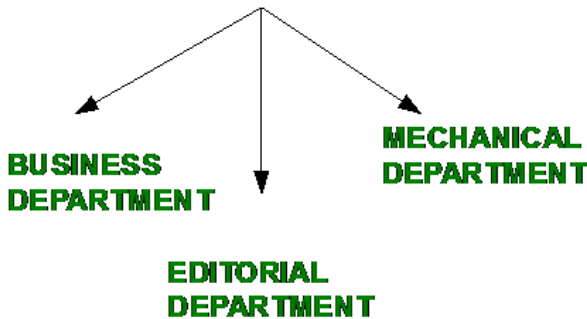 BUSINESS
DEPARTMENT
EDITORIAL
DEPARTMENT
MECHANICAL
DEPARTMENT